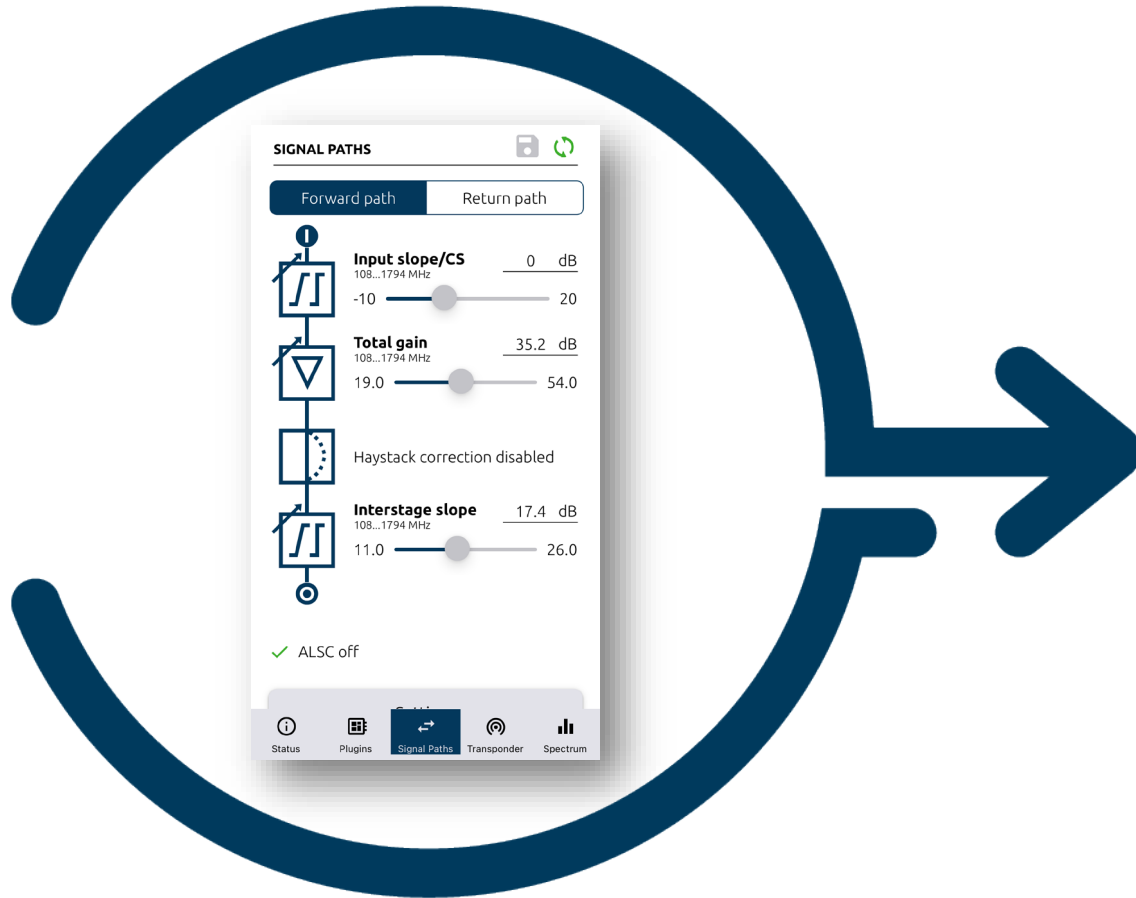 SIGNAL PATHS
Forward path Return path
Input slope/CS 0 dB
108...1794 MHz
-10 20
Total gain 35.2 dB
108...1794 MHz
19.0 54.0
Haystack correction disabled
Interstage slope 17.4 dB
108...1794 MHz
11.0 26.0
ALSC off
Status Plugins Signal Paths Transponder Spectrum